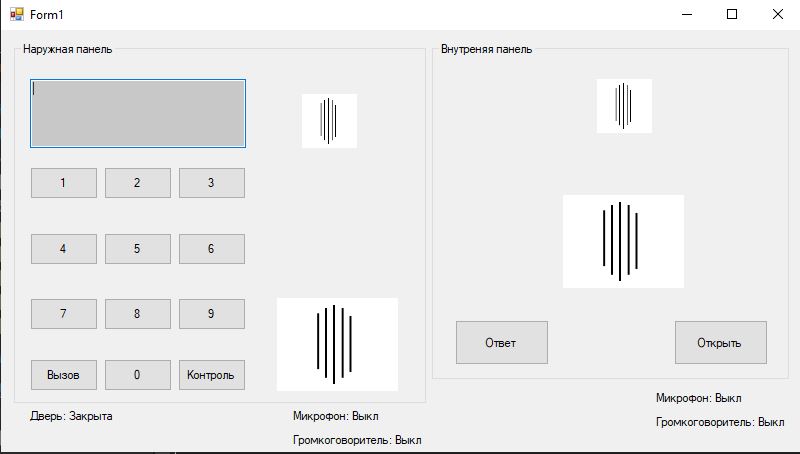 Form1
Наружная панель
1 2 3
4 5 6
7 8 9
Вызов 0 Контроль
Дверь: Закрыта
Микрофон: Выкл
Громкоговоритель: Выкл
Внутреняя панель
Ответ Открыть
Микрофон: Выкл
Громкоговоритель: Выкл